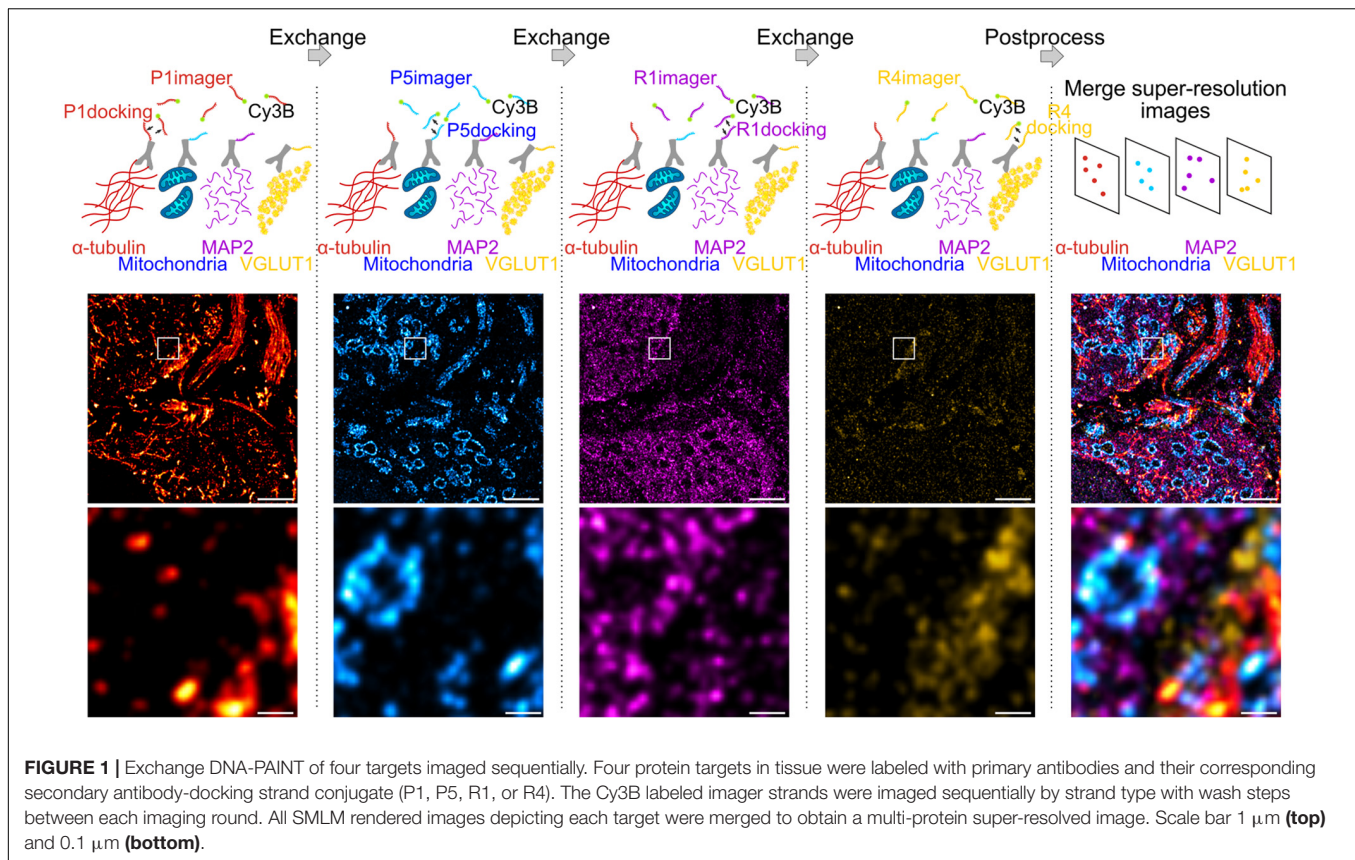 Exchange Exchange Exchange Postprocess
P1imager P5imager R1imager R4imager
Cy3B Cy3B Cy3B Cy3B
P1docking P5docking R1docking R4 docking
Merge super-resolution
images
α-tubulin MAP2 α-tubulin MAP2 α-tubulin MAP2 α-tubulin MAP2 α-tubulin MAP2
Mitochondria VGLUT1 Mitochondria VGLUT1 Mitochondria VGLUT1 Mitochondria VGLUT1 Mitochondria VGLUT1
FIGURE 1 | Exchange DNA-PAINT of four targets imaged sequentially. Four protein targets in tissue were labeled with primary antibodies and their corresponding
secondary antibody-docking strand conjugate (P1, P5, R1, or R4). The Cy3B labeled imager strands were imaged sequentially by strand type with wash steps
between each imaging round. All SMLM rendered images depicting each target were merged to obtain a multi-protein super-resolved image. Scale bar 1 μm (top)
and 0.1 μm (bottom).